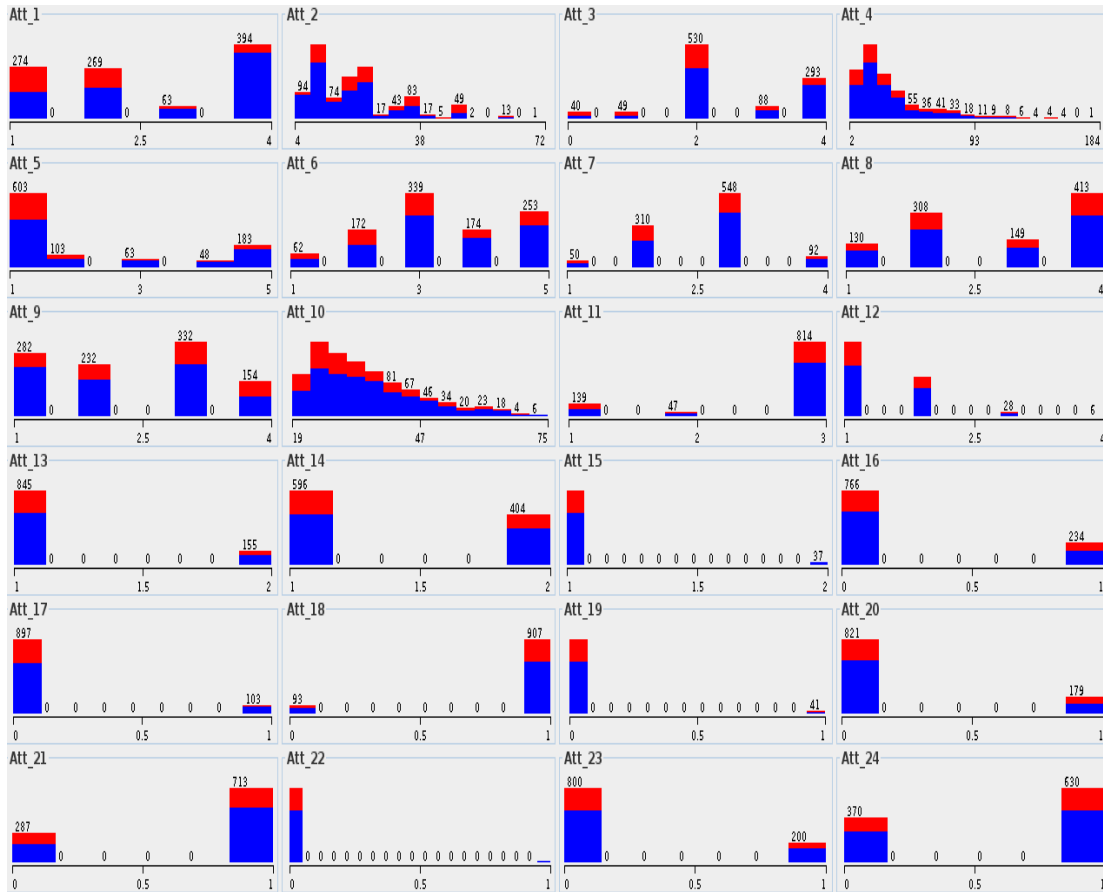 Att_1 Att_2 Att_3 Att_4
274 0 269 0 63 0 394
94 74 17 43 83 17 5 49 2 0 13 0 1
40 0 49 0 0 530 0 0 88 0 293
55 36 41 33 18 11 9 8 6 4 4 4 0 1
1 2.5 4 4 38 72 0 2 4 2 93 184
Att_5 Att_6 Att_7 Att_8
603 103 0 63 0 48 183
62 0 172 0 339 0 174 0 253
50 0 0 310 0 0 548 0 0 0 92
130 0 308 0 0 149 0 413
1 3 5 1 3 5 1 2.5 4 1 2.5 4
Att_9 Att_10 Att_11 Att_12
282 0 232 0 0 332 0 154
81 67 46 34 20 23 18 4 6
139 0 0 47 0 0 0 814
0 0 0 0 0 0 0 0 28 0 0 0 0 6
1 2.5 4 19 47 75 1 2 3 1 2.5 4
Att_13 Att_14 Att_15 Att_16
845 0 0 0 0 0 0 155
596 0 0 0 404
0 0 0 0 0 0 0 0 0 0 0 0 0 37
766 0 0 0 0 234
1 1.5 2 1 1.5 2 1 1.5 2 0 0.5 1
Att_17 Att_18 Att_19 Att_20
897 0 0 0 0 0 0 103
93 0 0 0 0 0 0 0 0 907
0 0 0 0 0 0 0 0 0 0 0 0 41
821 0 0 0 0 179
0 0.5 1 0 0.5 1 0 0.5 1 0 0.5 1
Att_21 Att_22 Att_23 Att_24
287 0 0 0 0 713
0 0 0 0 0 0 0 0 0 0 0 0 0 0 0 0 0 0
800 0 0 0 0 0 200
370 0 0 0 0 630
0 0.5 1 0 0.5 1 0 0.5 1 0 0.5 1